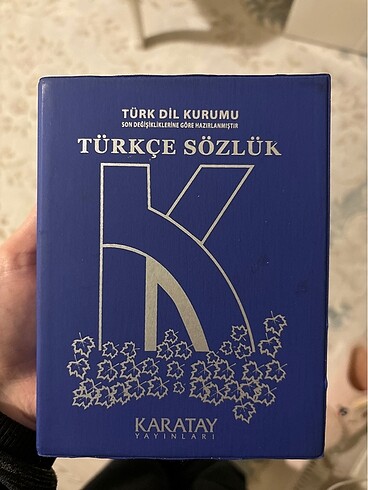 TÜRK DİL KURUMU
SON DEĞİŞİKLİKLERİNE GÖRE HAZIRLANMIŞTIR
TÜRKÇE SÖZLÜK
K
KARATAY
YAYINLARI